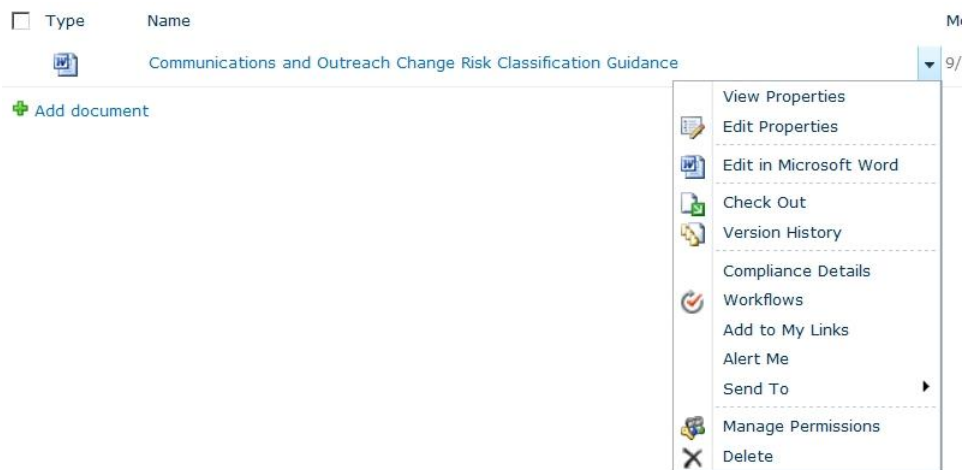 Type Name
Communications and Outreach Change Risk Classification Guidance 9/
Add document
View Properties
Edit Properties
Edit in Microsoft Word
Check Out
Version History
Compliance Details
Workflows
Add to My Links
Alert Me
Send To
Manage Permissions
Delete